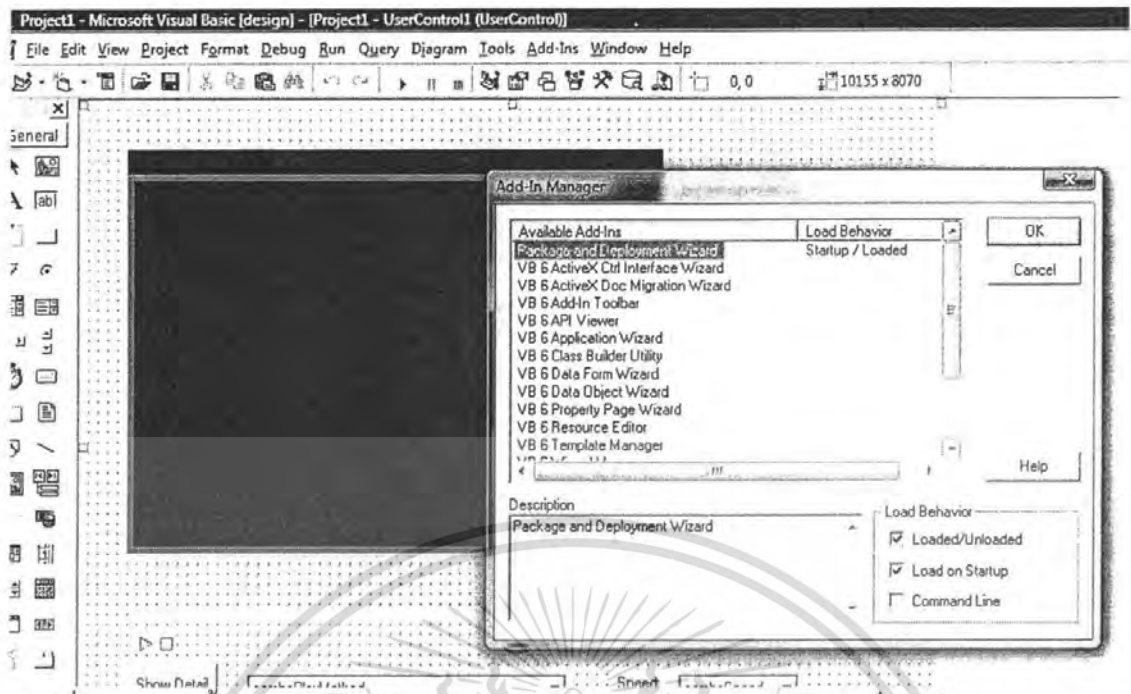 Project1 - Microsoft Visual Basic [design] - [Project1 - UserControl1 (UserControl)]
File Edit View Project Format Debug Run Query Diagram Tools Add-Ins Window Help
0,0 10155 x 8070
General
ab
Add-In Manager
Available Add-Ins Load Behavior
Package and Deployment Wizard Startup / Loaded
VB 6 ActiveX Ctrl Interface Wizard
VB 6 ActiveX Doc Migration Wizard
VB 6 Add-In Toolbar
VB 6 API Viewer
VB 6 Application Wizard
VB 6 Class Builder Utility
VB 6 Data Form Wizard
VB 6 Data Object Wizard
VB 6 Property Page Wizard
VB 6 Resource Editor
VB 6 Template Manager
OK
Cancel
Help
Description
Package and Deployment Wizard
Load Behavior
Loaded/Unloaded
Load on Startup
Command Line
Show Detail
Speed